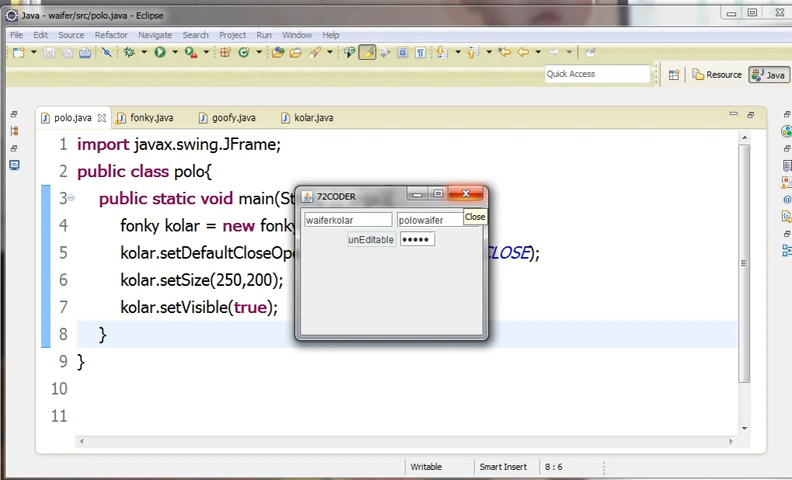 Java - waifer/src/polo.java - Eclipse
File Edit Source Refactor Navigate Search Project Run Window Help
Quick Access Resource Java
polo.java fonky.java goofy.java kolar.java
1 import javax.swing.JFrame;
2 public class polo{
3 public static void main(St
4 fonky kolar = new fonky
5 kolar.setDefaultCloseOpe CLOSE);
6 kolar.setSize(250,200);
7 kolar.setVisible(true);
8 }
9 }
10
11
72CODER
waiferkolar polowaifer
Close
unEditable •••••
Writable Smart Insert 8 : 6